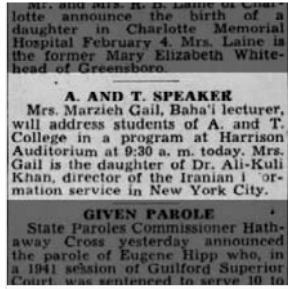 Mr. and Mrs. R. B. Laine of Char-
lotte announce the birth of a
daughter in Charlotte Memorial
Hospital February 4. Mrs. Laine is
the former Mary Elizabeth White-
head of Greensboro.
A. AND T. SPEAKER
Mrs. Marzieh Gail, Baha'i lecturer,
will address students of A. and T.
College in a program at Harrison
Auditorium at 9:30 a. m. today. Mrs.
Gail is the daughter of Dr. Ali-Kuli
Khan, director of the Iranian i or-
mation service in New York City.
GIVEN PAROLE
State Paroles Commissioner Hath-
away Cross yesterday announced
the parole of Eugene Hipp who, in
a 1941 session of Guilford Superior
Court, was sentenced to serve 10 to